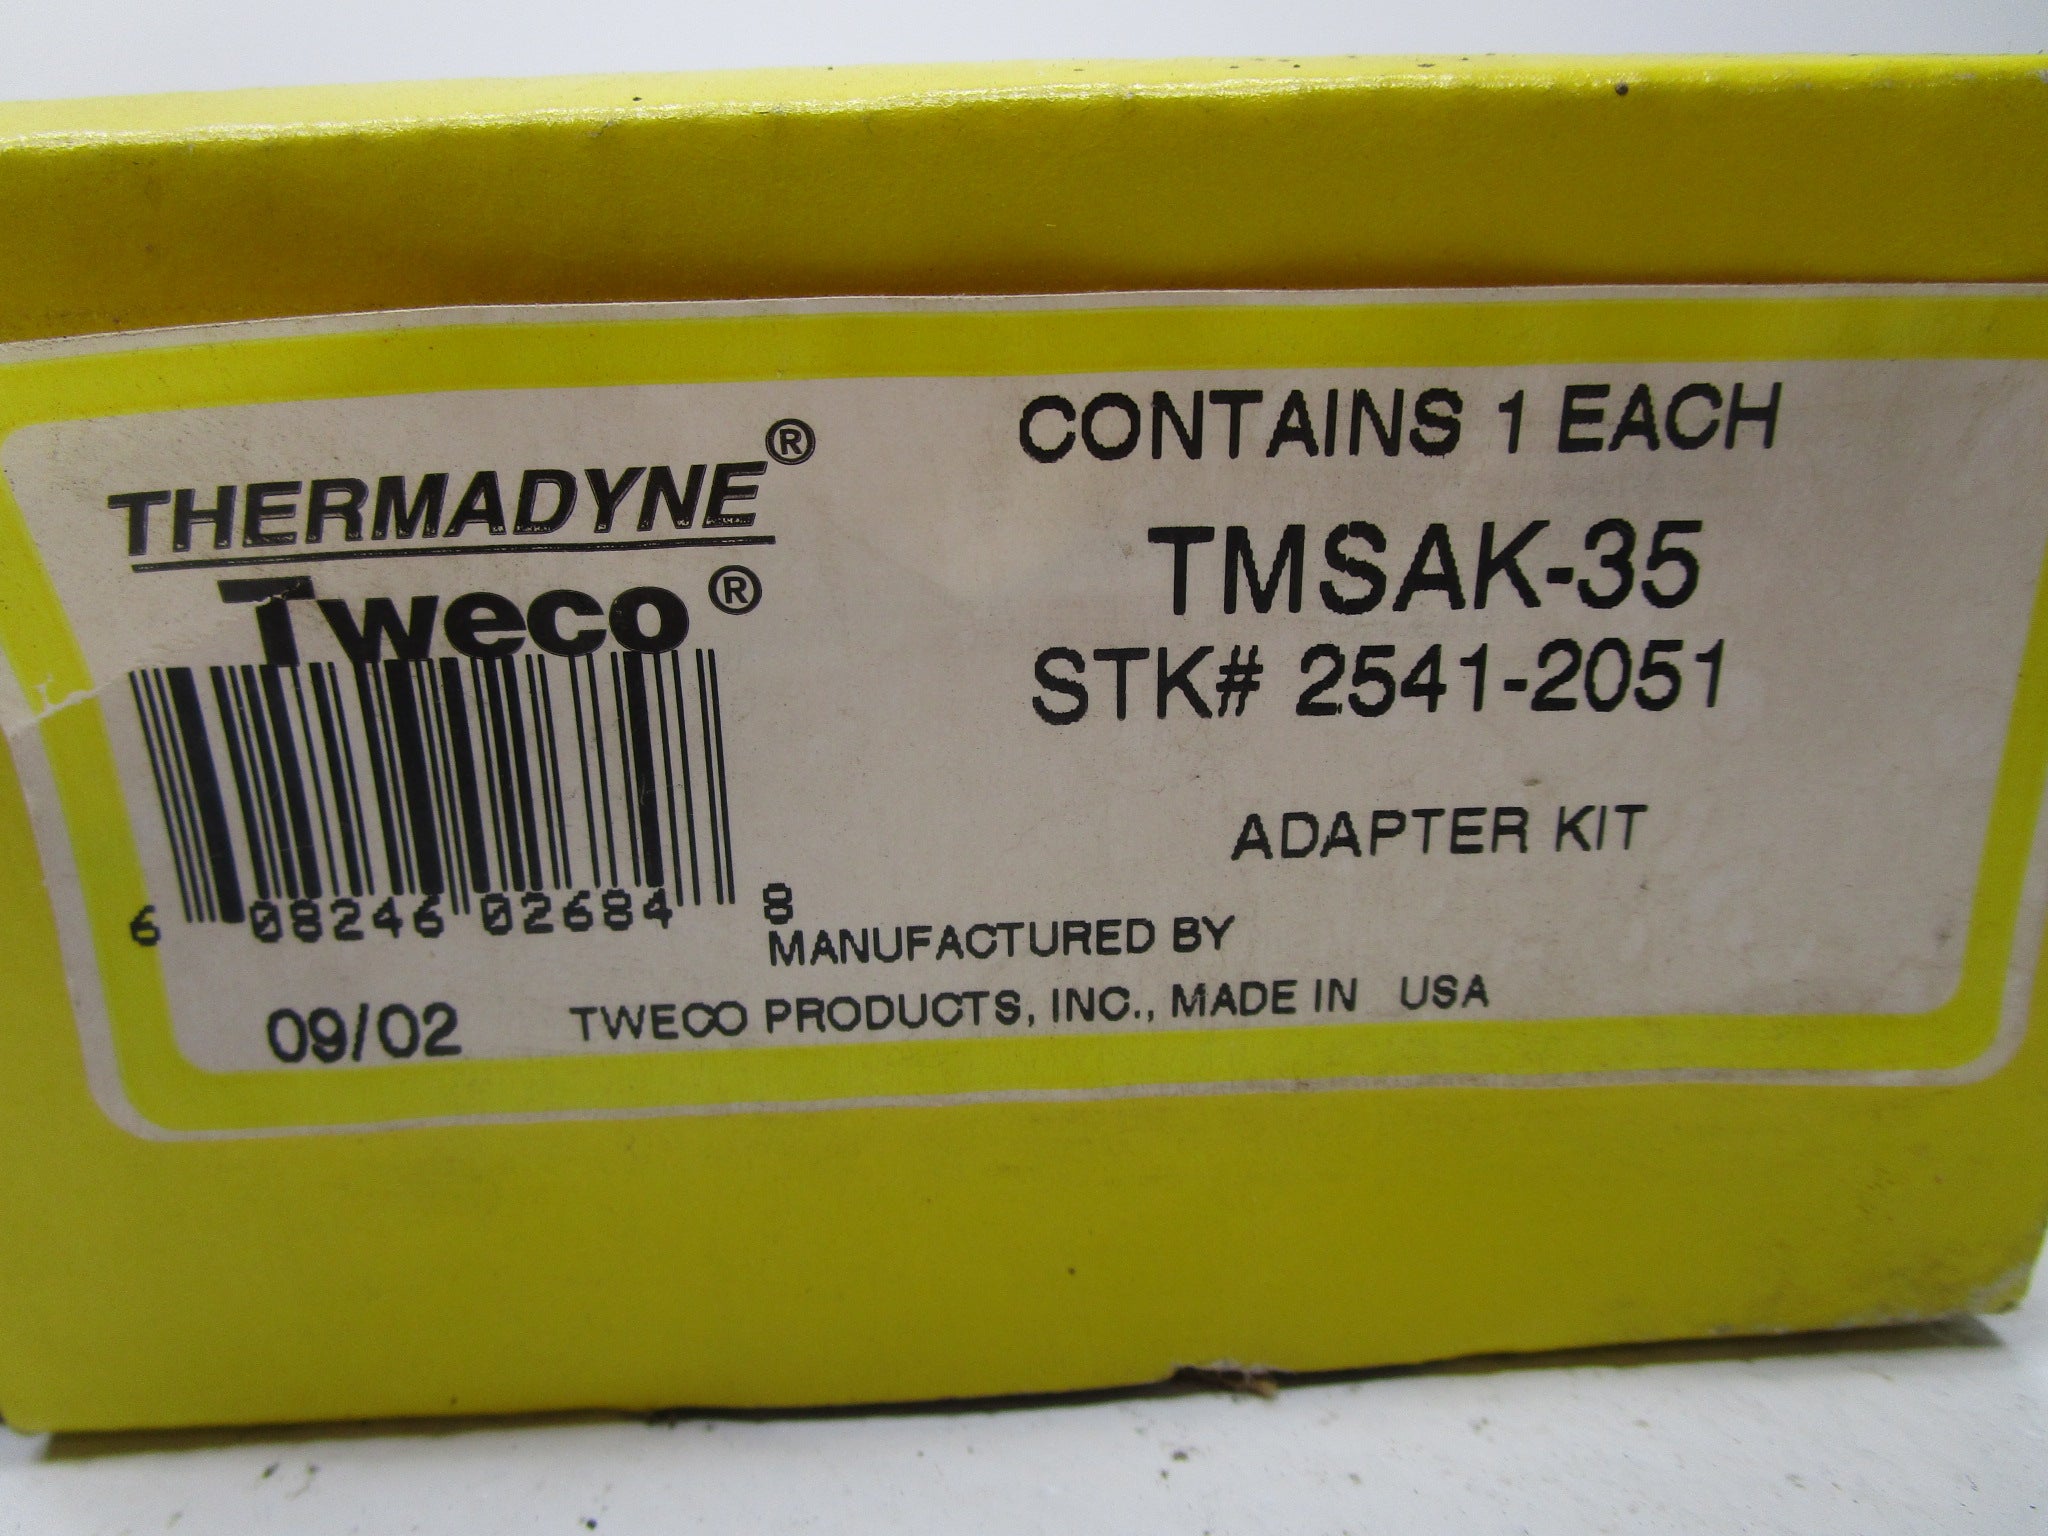 THERMADYNE®
Tweco®
6 08246 02684 8
09/02
CONTAINS 1 EACH
TMSAK-35
STK# 2541-2051
ADAPTER KIT
MANUFACTURED BY
TWECO PRODUCTS, INC., MADE IN USA